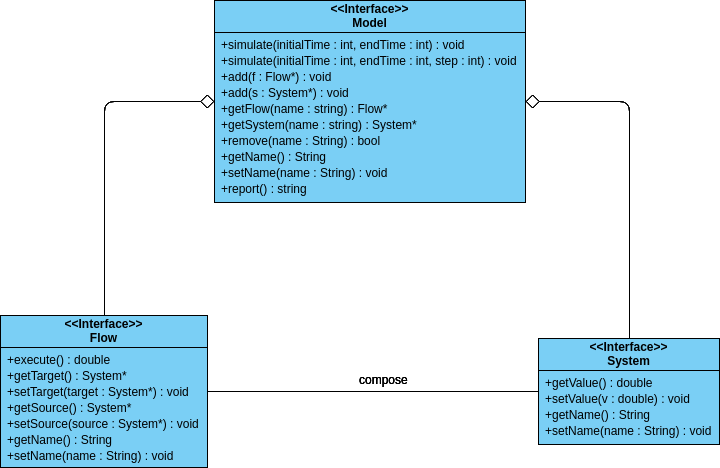 <<Interface>>
Model
+simulate(initialTime : int, endTime : int) : void
+simulate(initialTime : int, endTime : int, step : int) : void
+add(f : Flow*) : void
+add(s : System*) : void
+getFlow(name : string) : Flow*
+getSystem(name : string) : System*
+remove(name : String) : bool
+getName() : String
+setName(name : String) : void
+report() : string
<<Interface>>
Flow
+execute() : double
+getTarget() : System*
+setTarget(target : System*) : void
+getSource() : System*
+setSource(source : System*) : void
+getName() : String
+setName(name : String) : void
compose
<<Interface>>
System
+getValue() : double
+setValue(v : double) : void
+getName() : String
+setName(name : String) : void